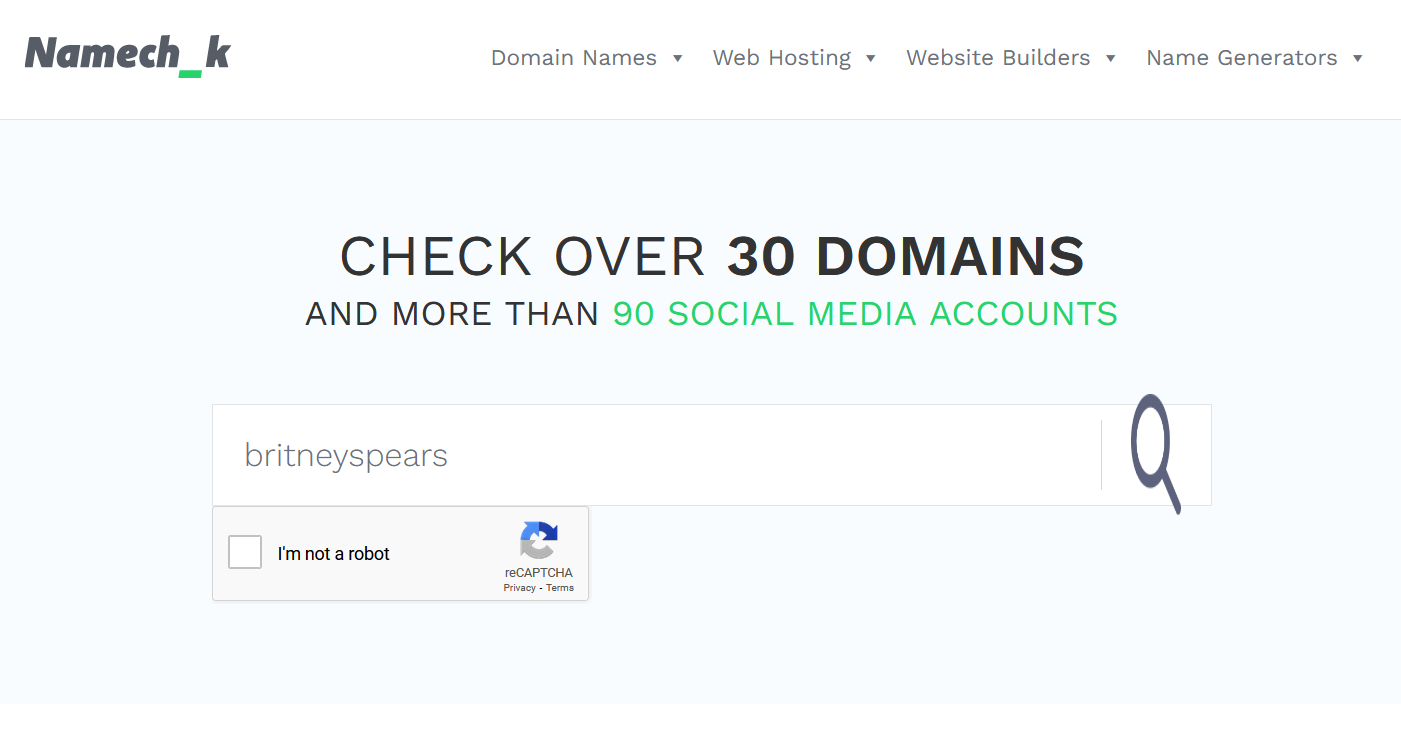 Namech_k
Domain Names ▼ Web Hosting ▼ Website Builders ▼ Name Generators ▼
CHECK OVER 30 DOMAINS
AND MORE THAN 90 SOCIAL MEDIA ACCOUNTS
britneyspears
I'm not a robot
reCAPTCHA
Privacy - Terms